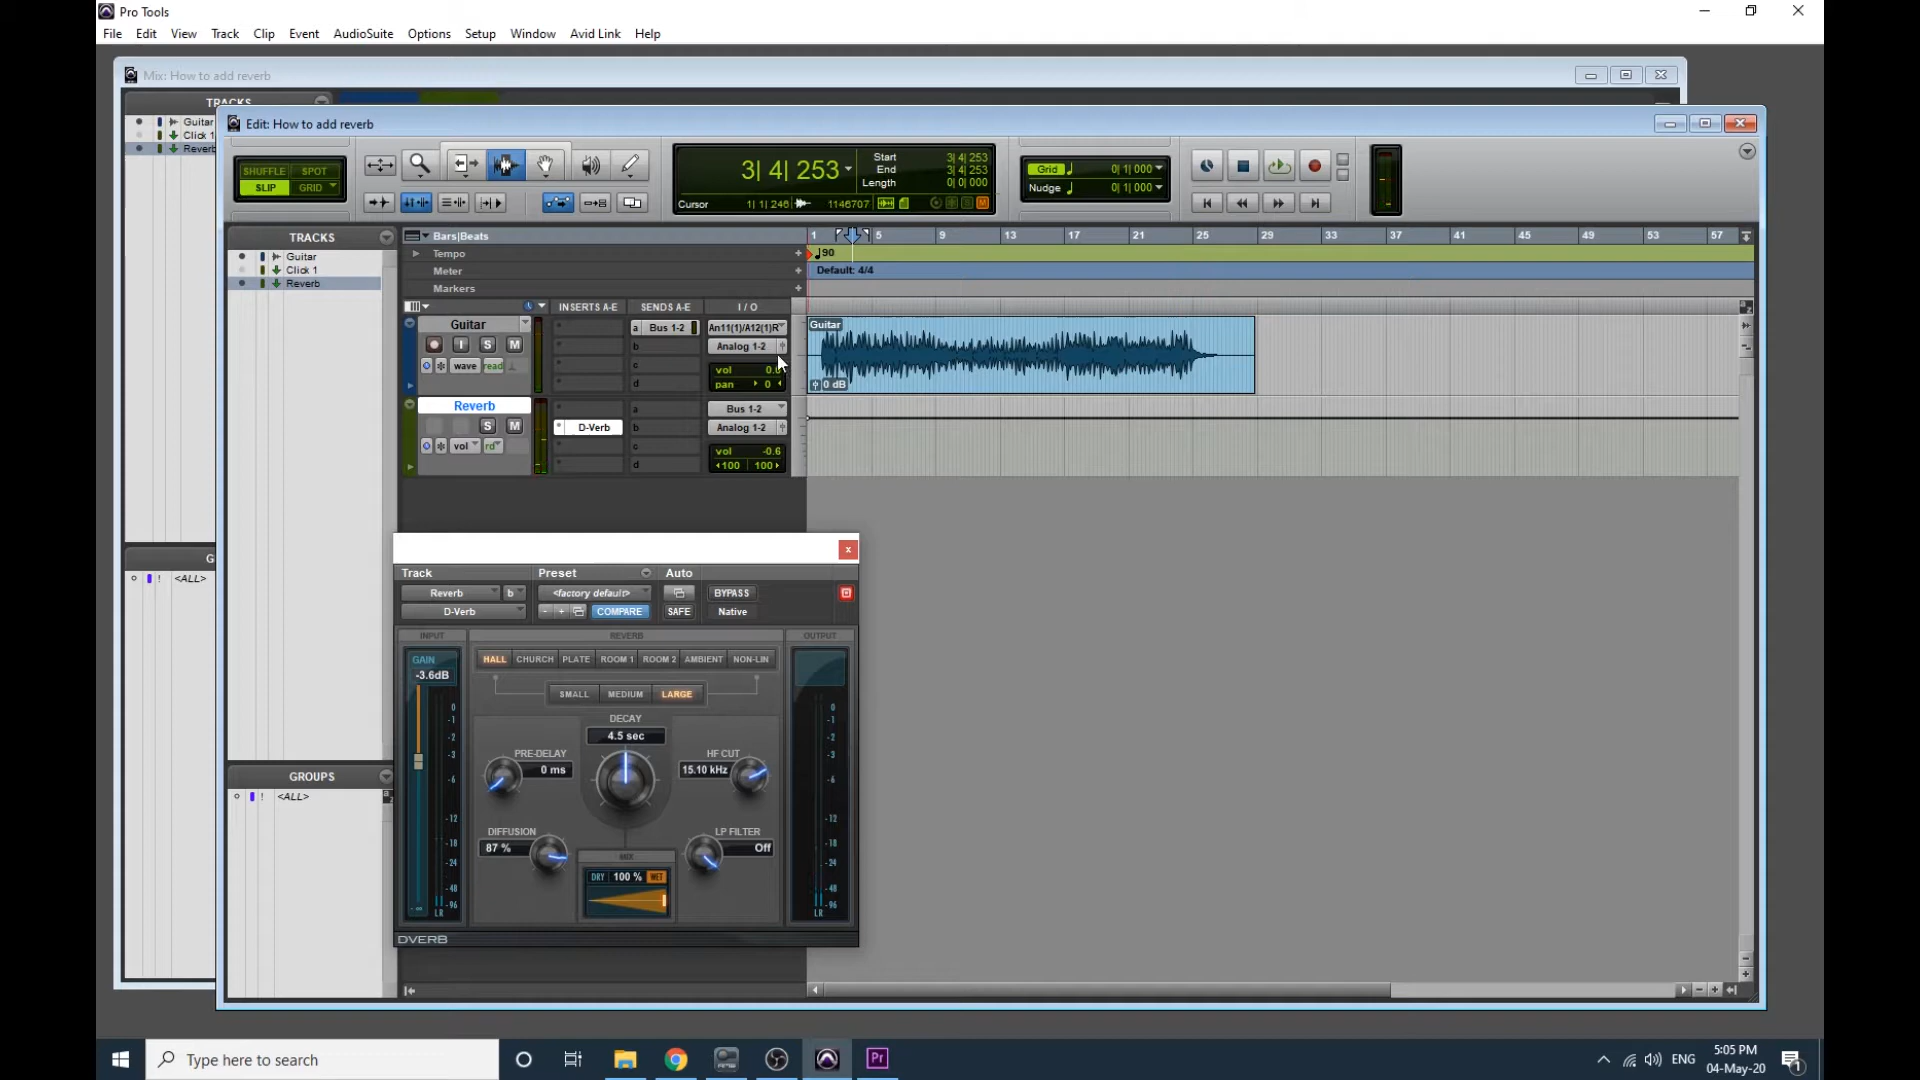 Pro Tools
File Edit View Track Clip Event AudioSuite Options Setup Window Avid Link Help
Mix: How to add reverb
TRACKS
Guitar
Click 1
Reverb
G
<ALL>
Edit: How to add reverb
SHUFFLE SPOT
SLIP GRID
3| 4| 253
Start 3| 4| 253
End 3| 4| 253
Length 0| 0| 000
Cursor 1| 1| 246 1146707
Grid 0| 1| 000
Nudge 0| 1| 000
TRACKS
Guitar
Click 1
Reverb
Bars|Beats 1 5 9 13 17 21 25 29 33 37 41 45 49 53 57
Tempo 90
Meter Default: 4/4
Markers
INSERTS A-E SENDS A-E I / O
Guitar a Bus 1-2 An11(1)/A12(1)R
I S M b Analog 1-2
wave read c vol 0.0
d pan 0
Guitar
0 dB
Reverb a Bus 1-2
S M D-Verb b Analog 1-2
vol rd c vol -0.6
d 100 100
GROUPS
<ALL>
Track Preset Auto
Reverb b <factory default> BYPASS
D-Verb - + COMPARE SAFE Native
INPUT REVERB OUTPUT
GAIN
-3.6dB
HALL CHURCH PLATE ROOM 1 ROOM 2 AMBIENT NON-LIN
SMALL MEDIUM LARGE
DECAY
4.5 sec
PRE-DELAY
0 ms
HF CUT
15.10 kHz
DIFFUSION
87 %
LP FILTER
Off
MIX
DRY 100 % WET
0
-1
-2
-3
-6
-12
-18
-24
-48
-96
LR
0
-1
-2
-3
-6
-12
-18
-24
-48
-96
LR
DVERB
Type here to search
Pr
ENG
5:05 PM
04-May-20
1